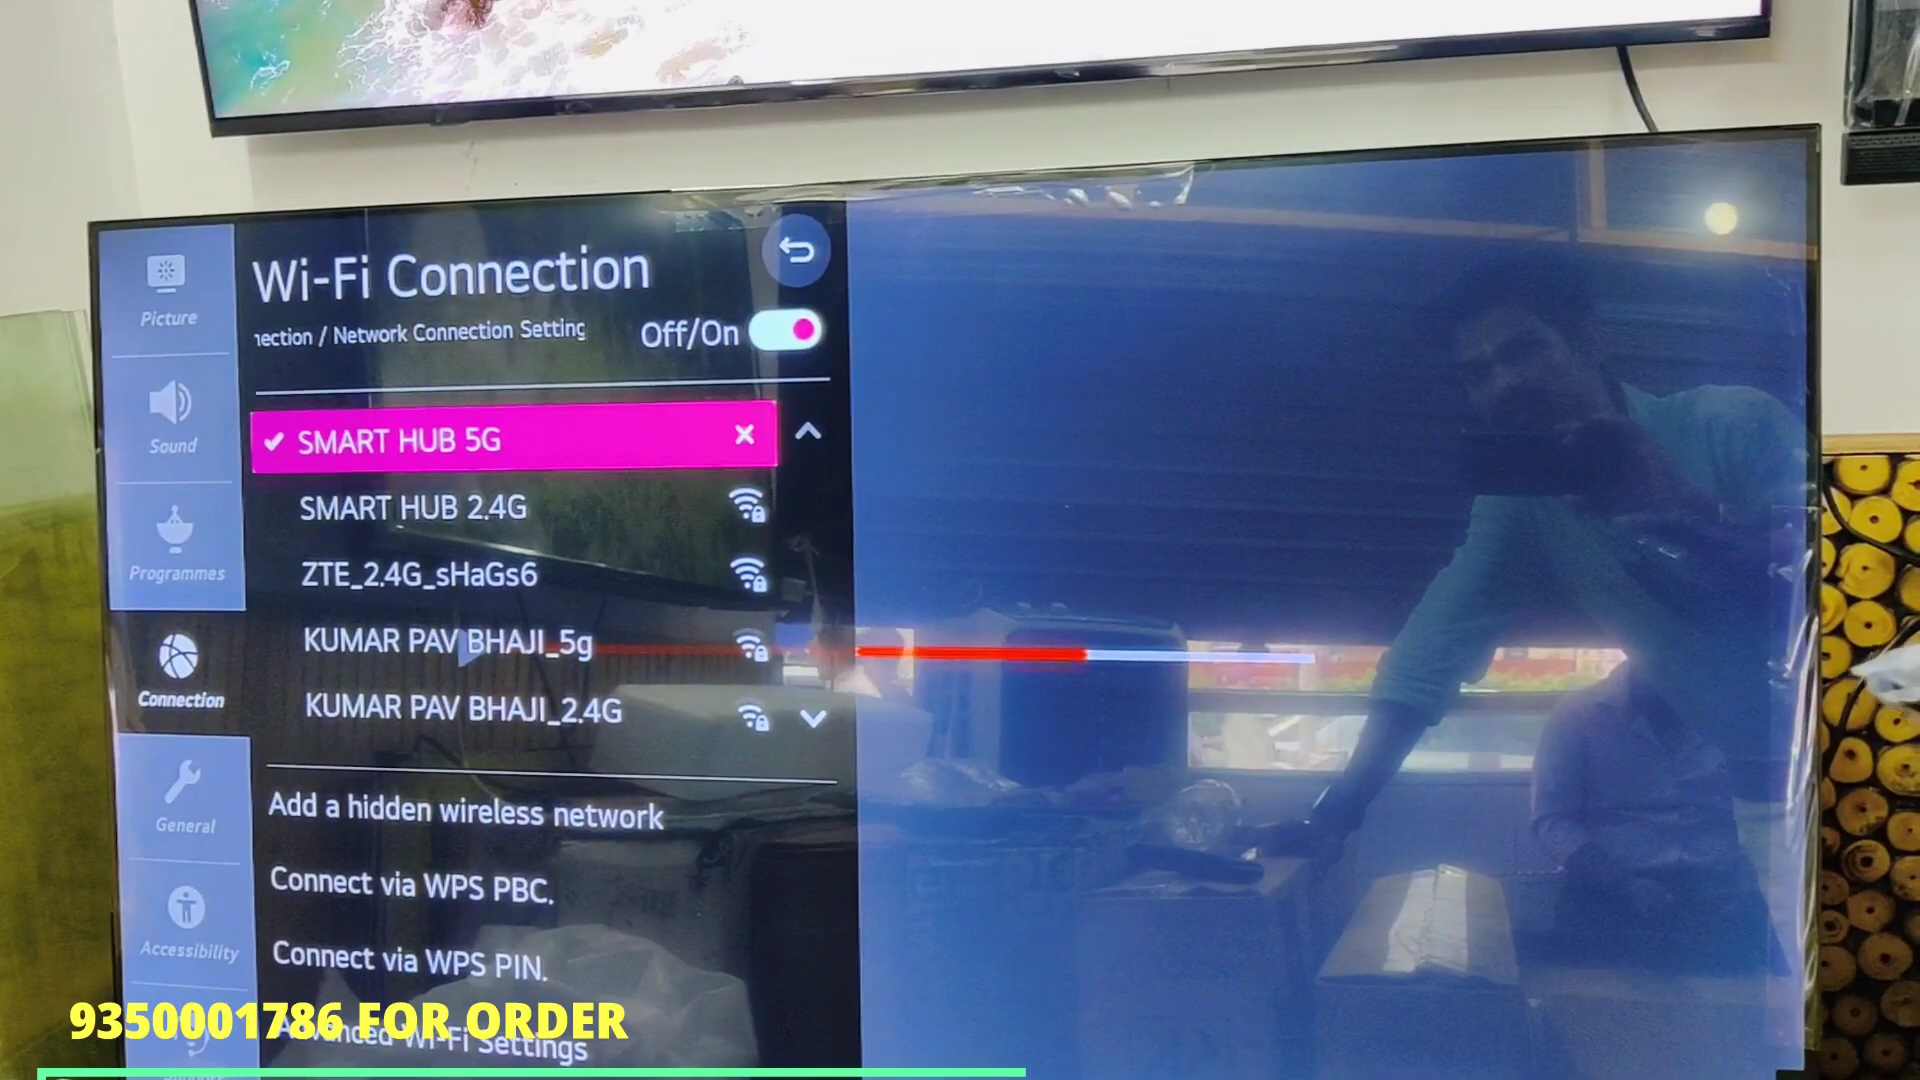 Picture
Sound
Programmes
Connection
General
Accessibility
Wi-Fi Connection
nection / Network Connection Setting
Off/On
SMART HUB 5G
SMART HUB 2.4G
ZTE_2.4G_sHaGs6
KUMAR PAV BHAJI_5g
KUMAR PAV BHAJI_2.4G
Add a hidden wireless network
Connect via WPS PBC.
Connect via WPS PIN.
Advanced Wi-Fi Settings
9350001786 FOR ORDER